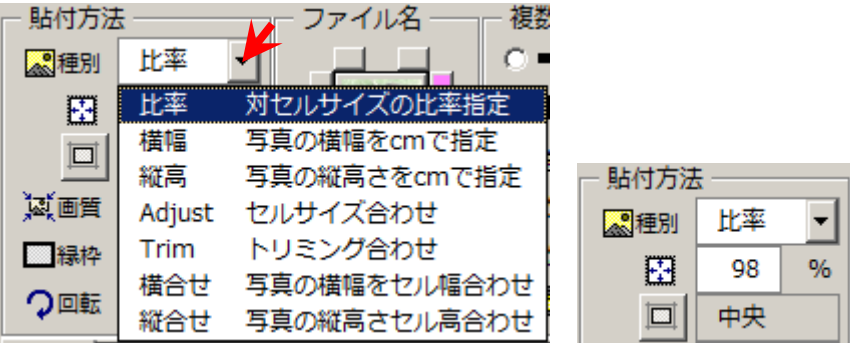 貼付方法
ファイル名
複数
種別 比率
比率 対セルサイズの比率指定
横幅 写真の横幅をcmで指定
縦高 写真の縦高さをcmで指定
Adjust セルサイズ合わせ
Trim トリミング合わせ
横合せ 写真の横幅をセル幅合わせ
縦合せ 写真の縦高さセル高合わせ
画質
縁枠
回転
貼付方法
種別 比率
98 %
中央